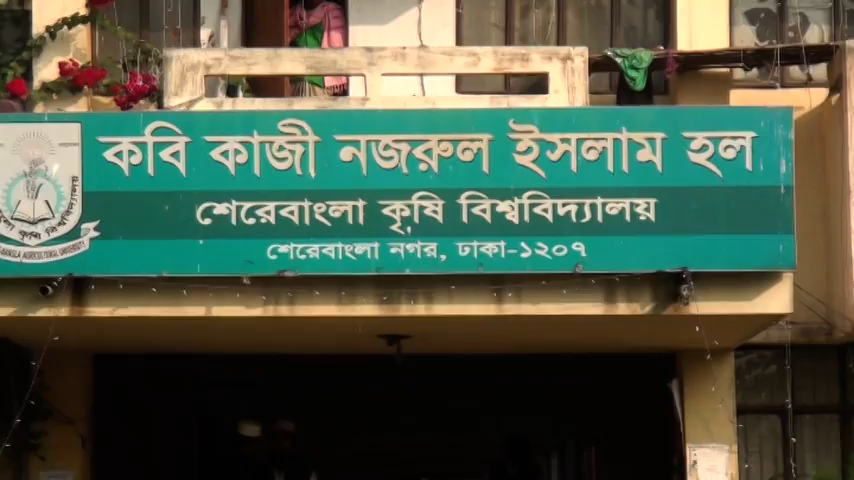 কবি কাজী নজরুল ইসলাম হল
শেরেবাংলা কৃষি বিশ্ববিদ্যালয়
শেরেবাংলা নগর, ঢাকা-১২০৭